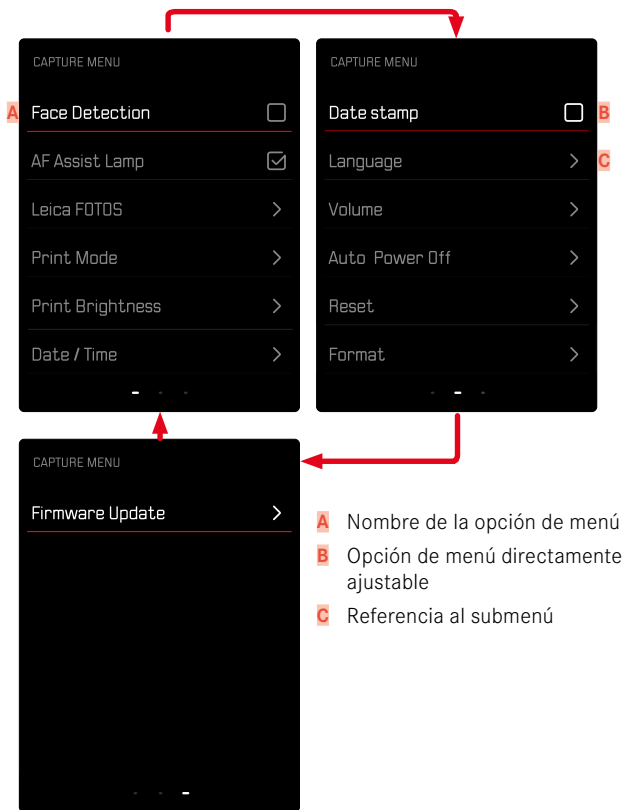 CAPTURE MENU
A Face Detection
AF Assist Lamp
Leica FOTOS
Print Mode
Print Brightness
Date / Time
CAPTURE MENU
Date stamp B
Language C
Volume
Auto Power Off
Reset
Format
CAPTURE MENU
Firmware Update
A Nombre de la opción de menú
B Opción de menú directamente
ajustable
C Referencia al submenú